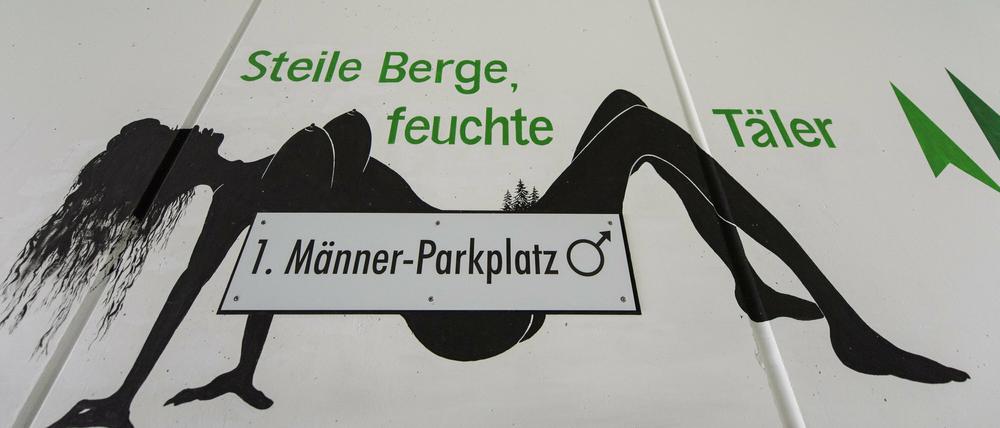 Steile Berge,
feuchte Täler
1. Männer-Parkplatz ♂